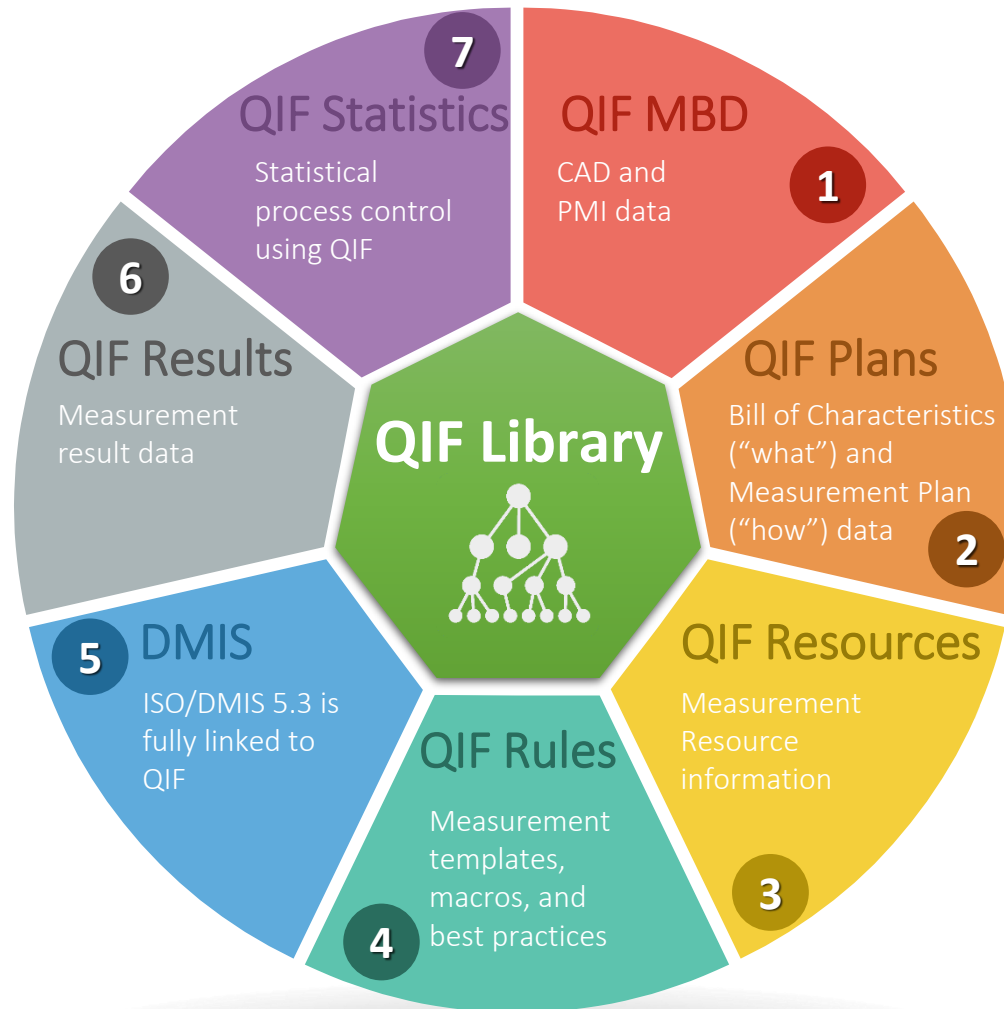 7
QIF Statistics
Statistical
process control
using QIF
QIF MBD
CAD and
PMI data
1
6
QIF Results
Measurement
result data
QIF Plans
Bill of Characteristics
(“what”) and
Measurement Plan
(“how”) data
2
QIF Library
5
DMIS
ISO/DMIS 5.3 is
fully linked to
QIF
QIF Resources
Measurement
Resource
information
3
QIF Rules
Measurement
templates,
macros, and
best practices
4